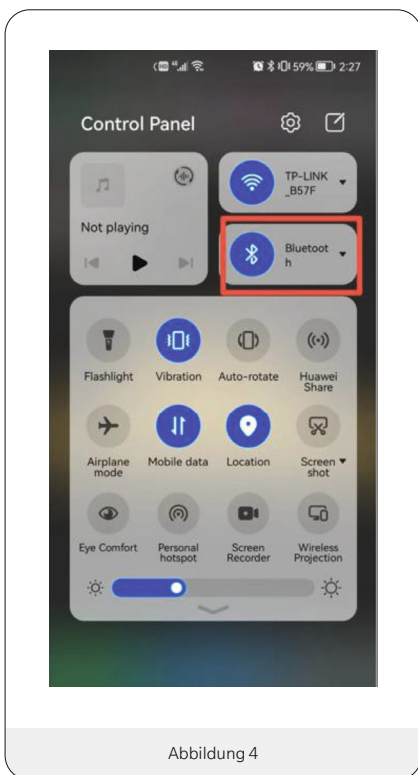 59% 2:27
Control Panel
TP-LINK
_B57F
Not playing
Bluetoot
h
Flashlight
Vibration
Auto-rotate
Huawei
Share
Airplane
mode
Mobile data
Location
Screen
shot
Eye Comfort
Personal
hotspot
Screen
Recorder
Wireless
Projection
Abbildung 4